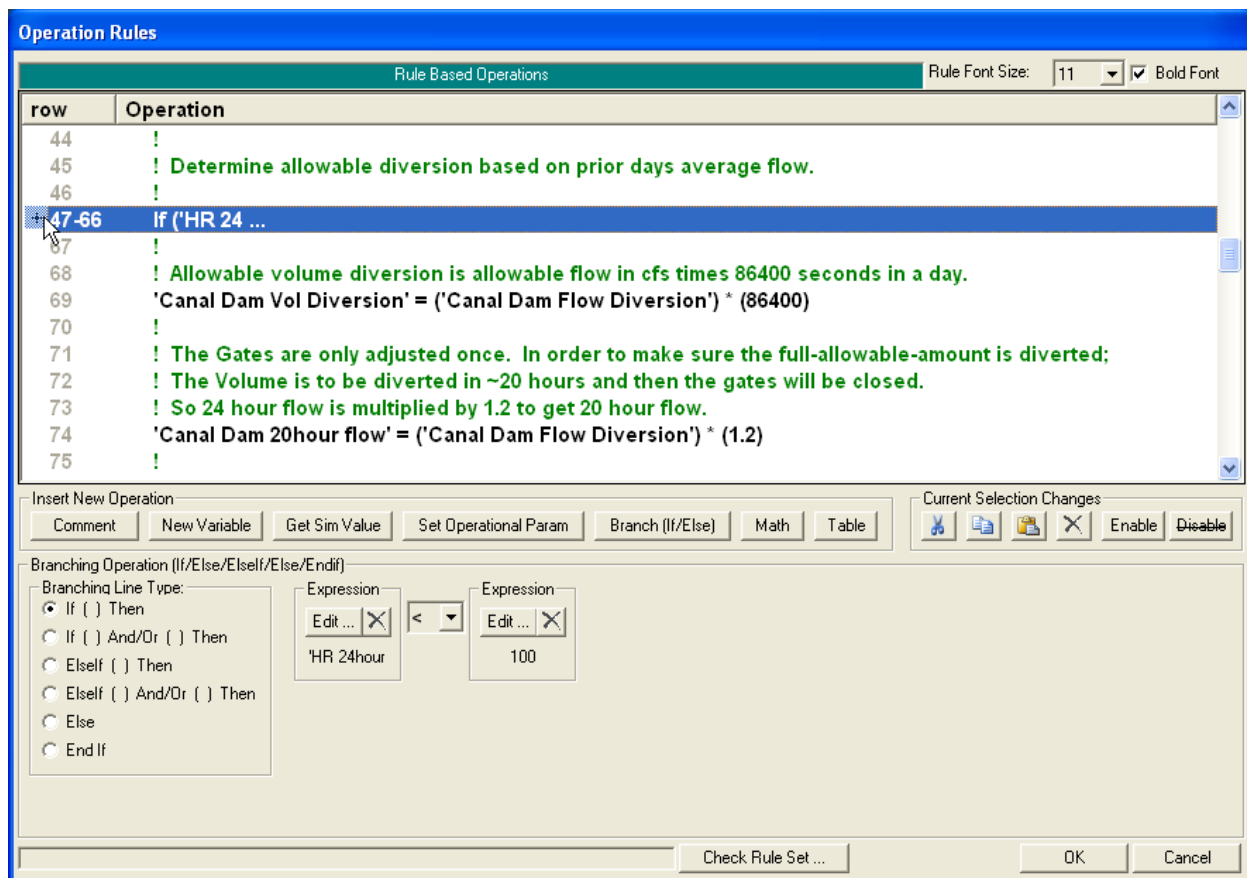 Operation Rules
Rule Based Operations
Rule Font Size: 11 Bold Font
row Operation
44 !
45 ! Determine allowable diversion based on prior days average flow.
46 !
47-66 If ('HR 24 ...
67 !
68 ! Allowable volume diversion is allowable flow in cfs times 86400 seconds in a day.
69 'Canal Dam Vol Diversion' = ('Canal Dam Flow Diversion') * (86400)
70 !
71 ! The Gates are only adjusted once. In order to make sure the full-allowable-amount is diverted;
72 ! The Volume is to be diverted in ~20 hours and then the gates will be closed.
73 ! So 24 hour flow is multiplied by 1.2 to get 20 hour flow.
74 'Canal Dam 20hour flow' = ('Canal Dam Flow Diversion') * (1.2)
75 !
Insert New Operation
Comment New Variable Get Sim Value Set Operational Param Branch (If/Else) Math Table
Current Selection Changes
Enable Disable
Branching Operation (If/Else/ElseIf/Else/Endif)
Branching Line Type:
If ( ) Then
If ( ) And/Or ( ) Then
ElseIf ( ) Then
ElseIf ( ) And/Or ( ) Then
Else
End If
Expression
Edit ...
'HR 24hour
<
Expression
Edit ...
100
Check Rule Set ...
OK
Cancel